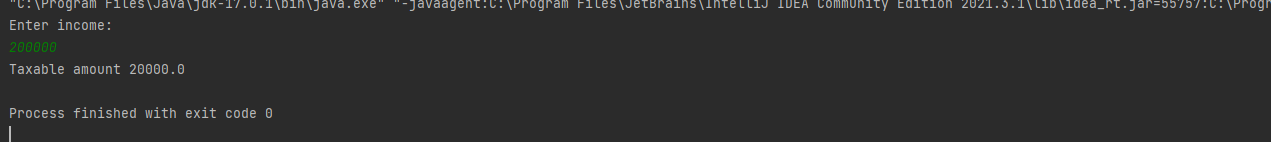 "C:\Program Files\Java\jdk-17.0.1\bin\java.exe" "-javaagent:C:\Program Files\JetBrains\IntelliJ IDEA Community Edition 2021.3.1\lib\idea_rt.jar=55757:C:\Progr
Enter income:
200000
Taxable amount 20000.0
Process finished with exit code 0